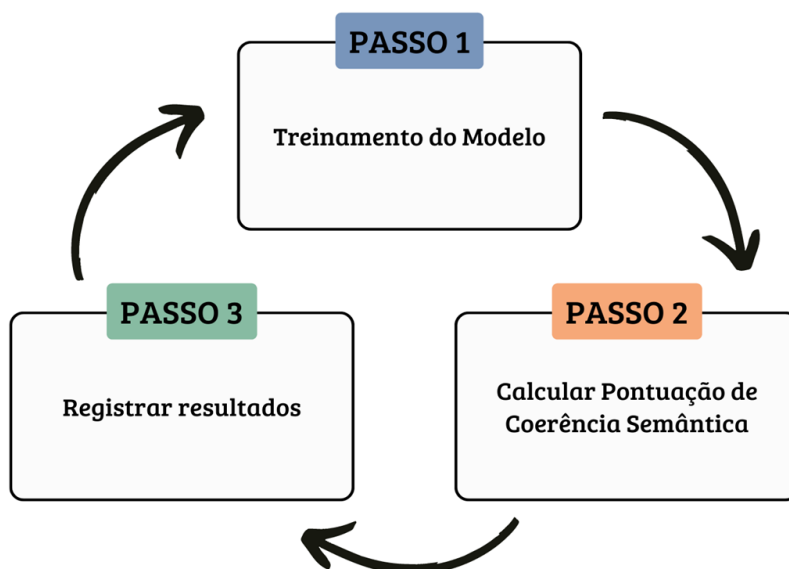 PASSO 1
Treinamento do Modelo
PASSO 2
Calcular Pontuação de
Coerência Semântica
PASSO 3
Registrar resultados